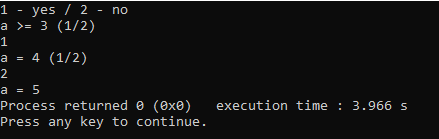 1 - yes / 2 - no
a >= 3 (1/2)
1
a = 4 (1/2)
2
a = 5
Process returned 0 (0x0)   execution time : 3.966 s
Press any key to continue.